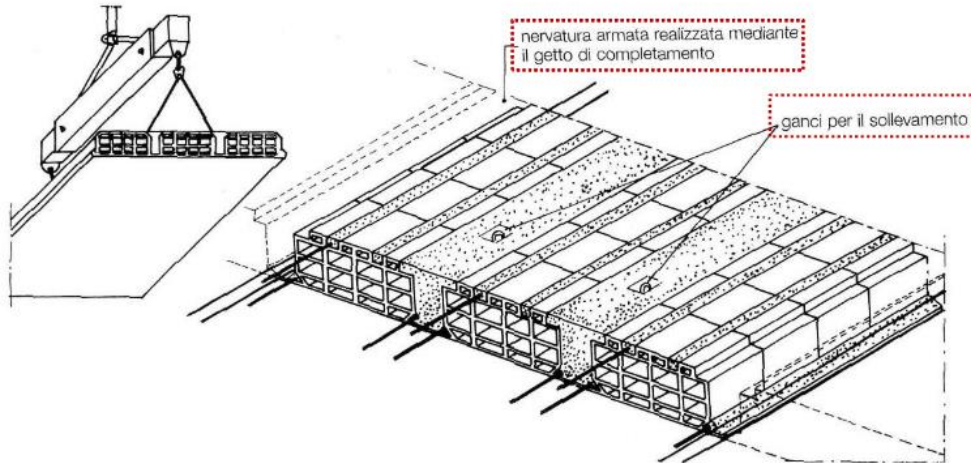 nervatura armata realizzata mediante
il getto di completamento
ganci per il sollevamento